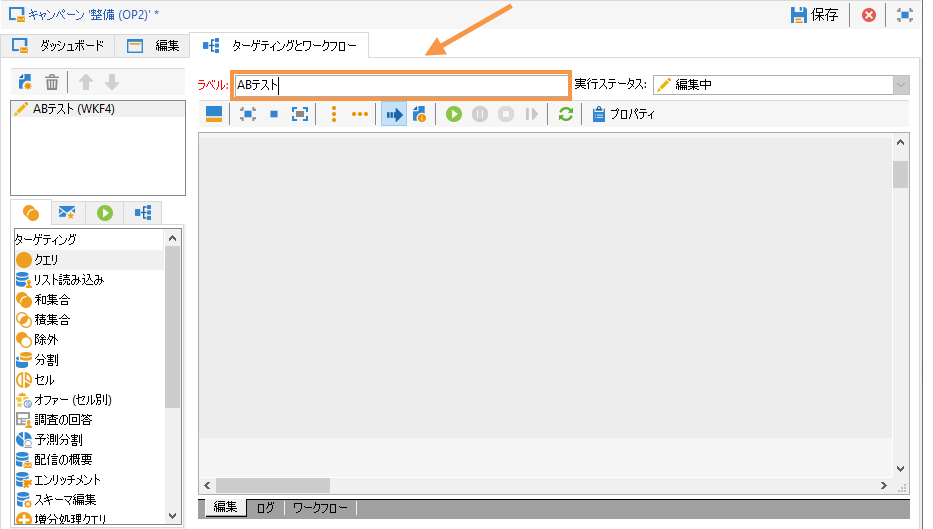 キャンペーン '整備 (OP2)' *
保存
ダッシュボード 編集 ターゲティングとワークフロー
ラベル: ABテスト 実行ステータス: 編集中
ABテスト (WKF4)
プロパティ
ターゲティング
クエリ
リスト読み込み
和集合
積集合
除外
分割
セル
オファー (セル別)
調査の回答
予測分割
配信の概要
エンリッチメント
スキーマ編集
増分処理クエリ
編集 ログ ワークフロー